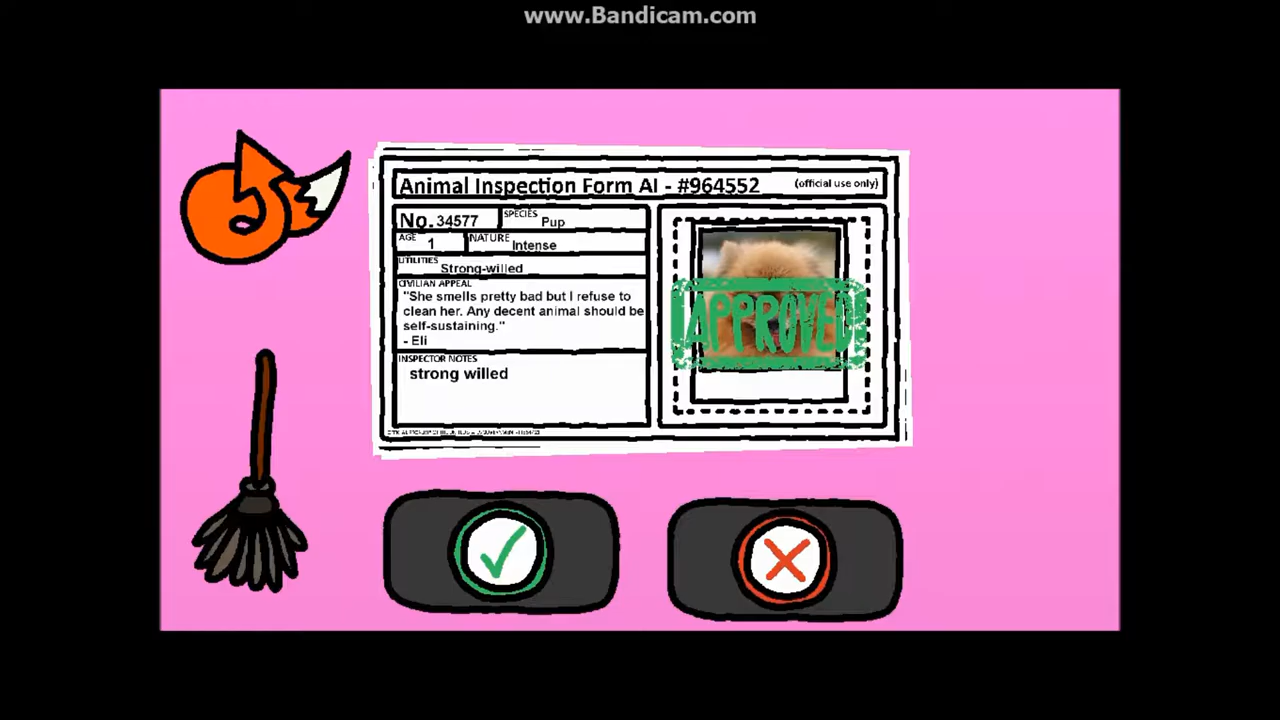 www.Bandicam.com
Animal Inspection Form AI - #964552 (official use only)
No. 34577 SPECIES Pup
AGE 1 NATURE Intense
UTILITIES Strong-willed
CIVILIAN APPEAL
"She smells pretty bad but I refuse to
clean her. Any decent animal should be
self-sustaining."
- Eli
INSPECTOR NOTES
strong willed
APPROVED